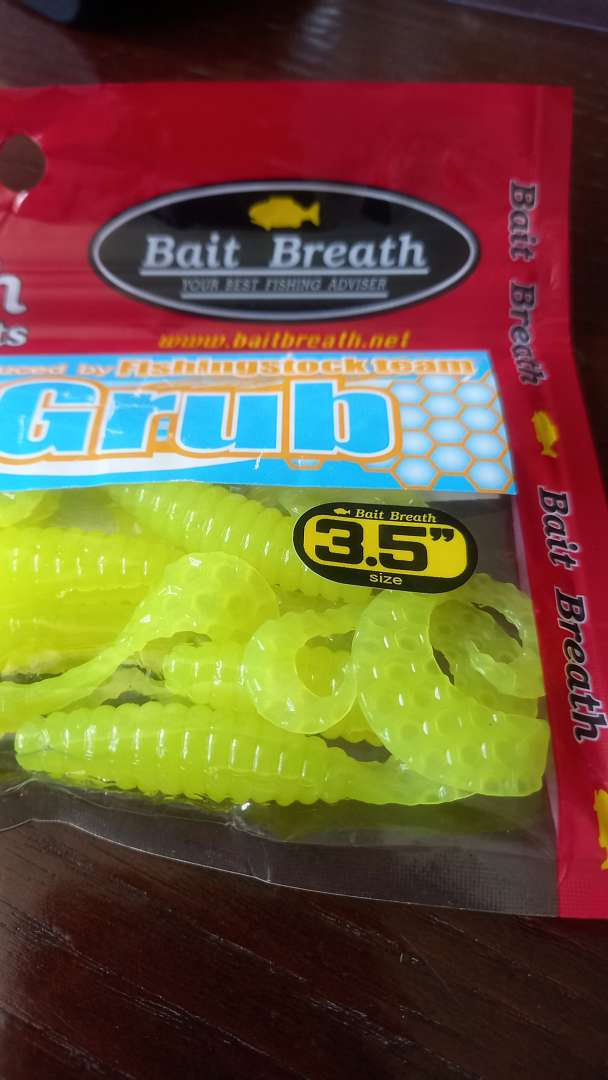 Bait Breath
YOUR BEST FISHING ADVISER
www.baitbreath.net
by Fishingstock team
Grub
Bait Breath
3.5”
size
Bait Breath
Bait Breath